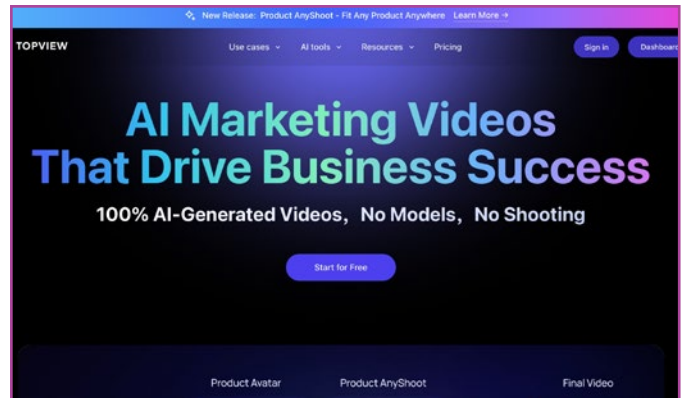 New Release: Product AnyShoot - Fit Any Product Anywhere Learn More →
TOPVIEW Use cases AI tools Resources Pricing Sign in Dashboard
AI Marketing Videos
That Drive Business Success
100% AI-Generated Videos，No Models，No Shooting
Start for Free
Product Avatar Product AnyShoot Final Video